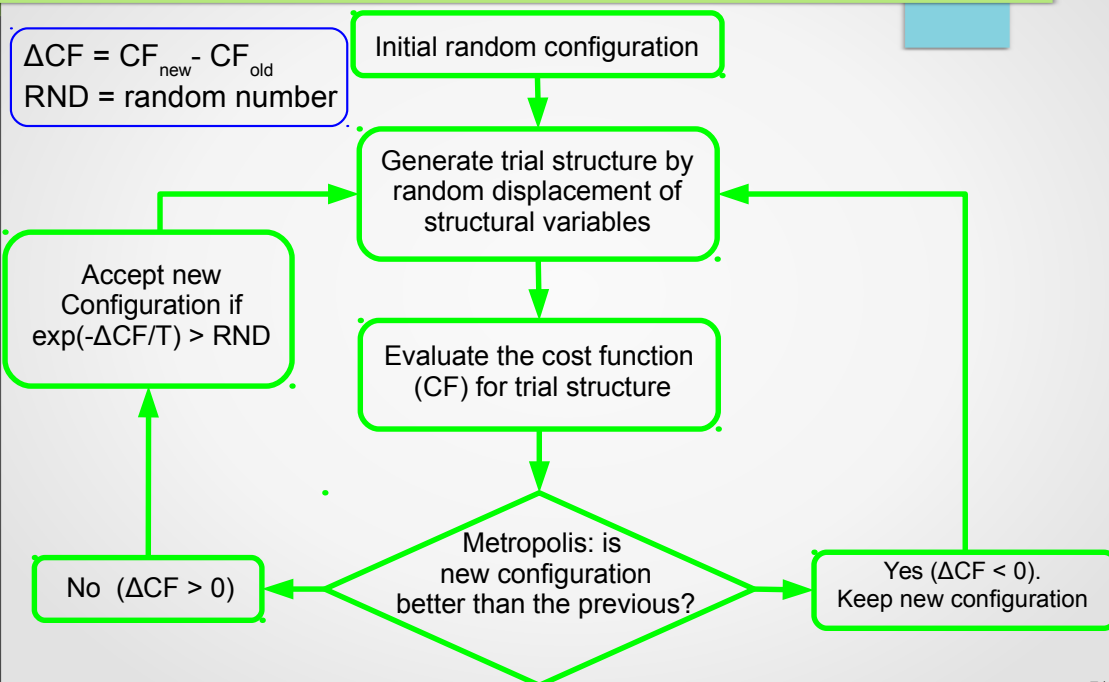 ΔCF = CFnew- CFold
RND = random number
Initial random configuration
Generate trial structure by
random displacement of
structural variables
Accept new
Configuration if
exp(-ΔCF/T) > RND
Evaluate the cost function
(CF) for trial structure
Metropolis: is
new configuration
better than the previous?
No (ΔCF > 0)
Yes (ΔCF < 0).
Keep new configuration